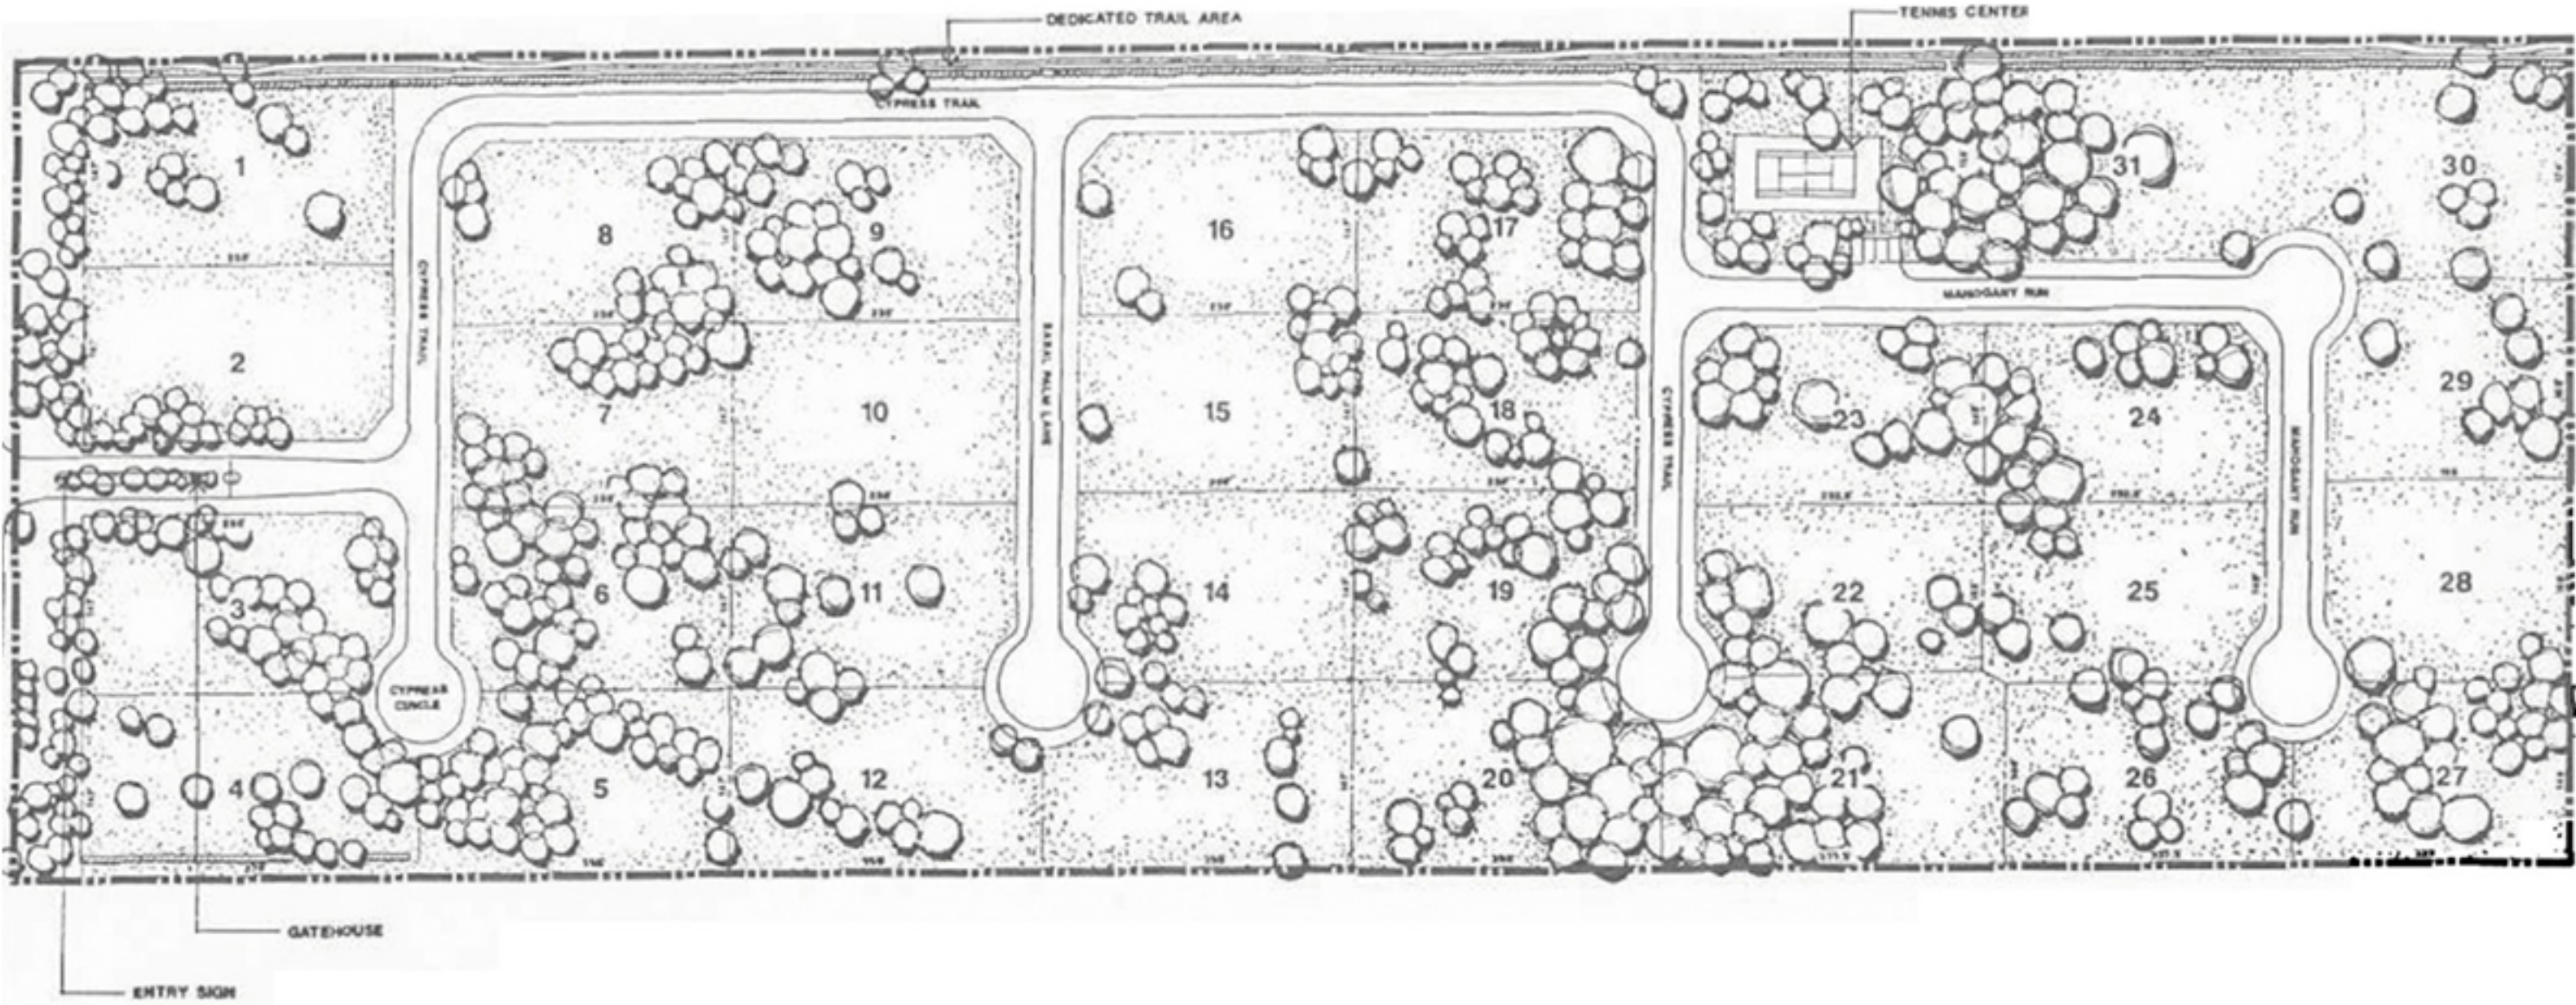 DEDICATED TRAIL AREA
TENNIS CENTER
CYPRESS TRAIL
1
31
30
8
9
16
17
CYPRESS TRAIL
MAHOGANY RUN
2
7
10
SABAL PALM LANE
15
18
CYPRESS TRAIL
23
24
MAHOGANY RUN
29
3
6
11
14
19
22
25
28
CYPRESS
CIRCLE
4
5
12
13
20
21
26
27
GATEHOUSE
ENTRY SIGN